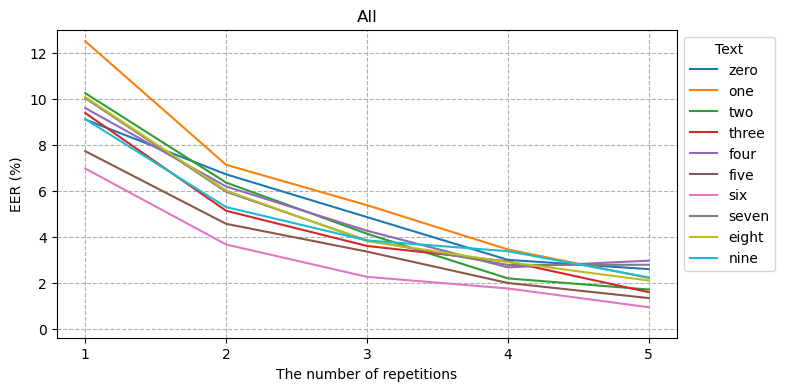 All
EER (%)
12
10
8
6
4
2
0
1 2 3 4 5
The number of repetitions
Text
zero
one
two
three
four
five
six
seven
eight
nine